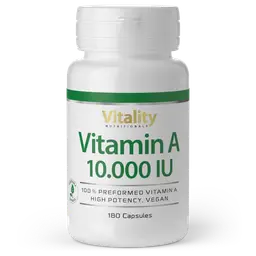 Vitality
NUTRITIONALS
Vitamin A
10.000 IU
100% PREFORMED VITAMIN A
HIGH POTENCY, VEGAN
180 Capsules